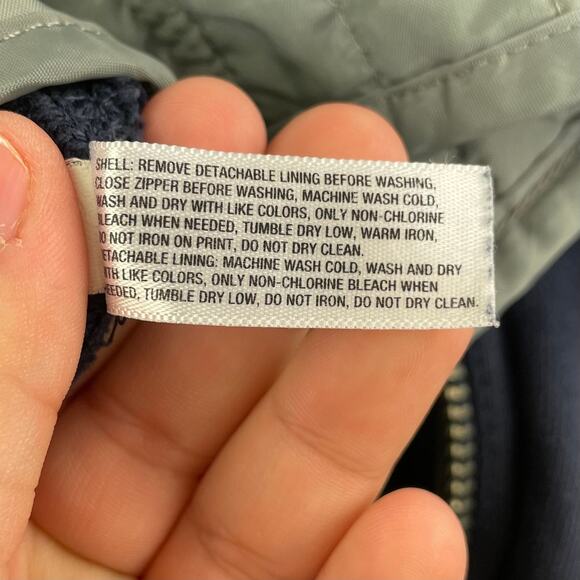 SHELL: REMOVE DETACHABLE LINING BEFORE WASHING,
CLOSE ZIPPER BEFORE WASHING, MACHINE WASH COLD,
WASH AND DRY WITH LIKE COLORS, ONLY NON-CHLORINE
BLEACH WHEN NEEDED, TUMBLE DRY LOW, WARM IRON,
DO NOT IRON ON PRINT, DO NOT DRY CLEAN.
DETACHABLE LINING: MACHINE WASH COLD, WASH AND DRY
WITH LIKE COLORS, ONLY NON-CHLORINE BLEACH WHEN
NEEDED, TUMBLE DRY LOW, DO NOT IRON, DO NOT DRY CLEAN.